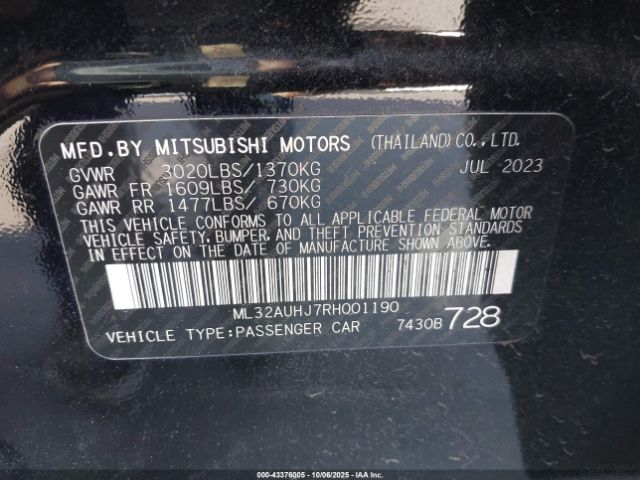 MFD.BY MITSUBISHI MOTORS (THAILAND)CO.,LTD.
GVWR 3020LBS/1370KG JUL 2023
GAWR FR 1609LBS/ 730KG
GAWR RR 1477LBS/ 670KG
THIS VEHICLE CONFORMS TO ALL APPLICABLE FEDERAL MOTOR
VEHICLE SAFETY, BUMPER, AND THEFT PREVENTION STANDARDS
IN EFFECT ON THE DATE OF MANUFACTURE SHOWN ABOVE.
ML32AUHJ7RH001190
VEHICLE TYPE:PASSENGER CAR 7430B 728
000-43376005 - 10/06/2025 - IAACID